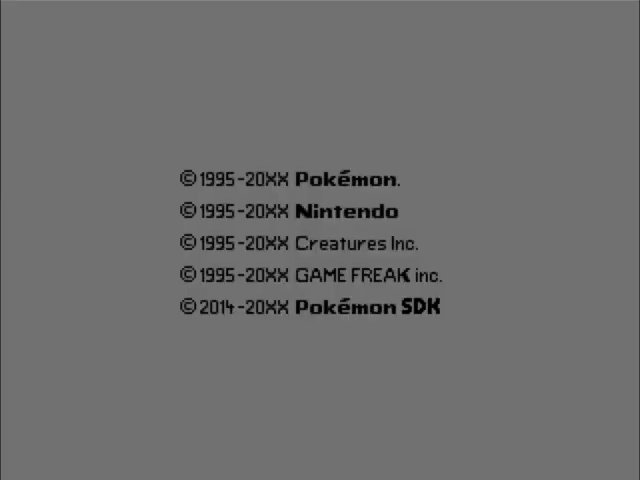 ©1995-20XX Pokémon.
©1995-20XX Nintendo
©1995-20XX Creatures Inc.
©1995-20XX GAME FREAK inc.
©2014-20XX Pokémon SDK